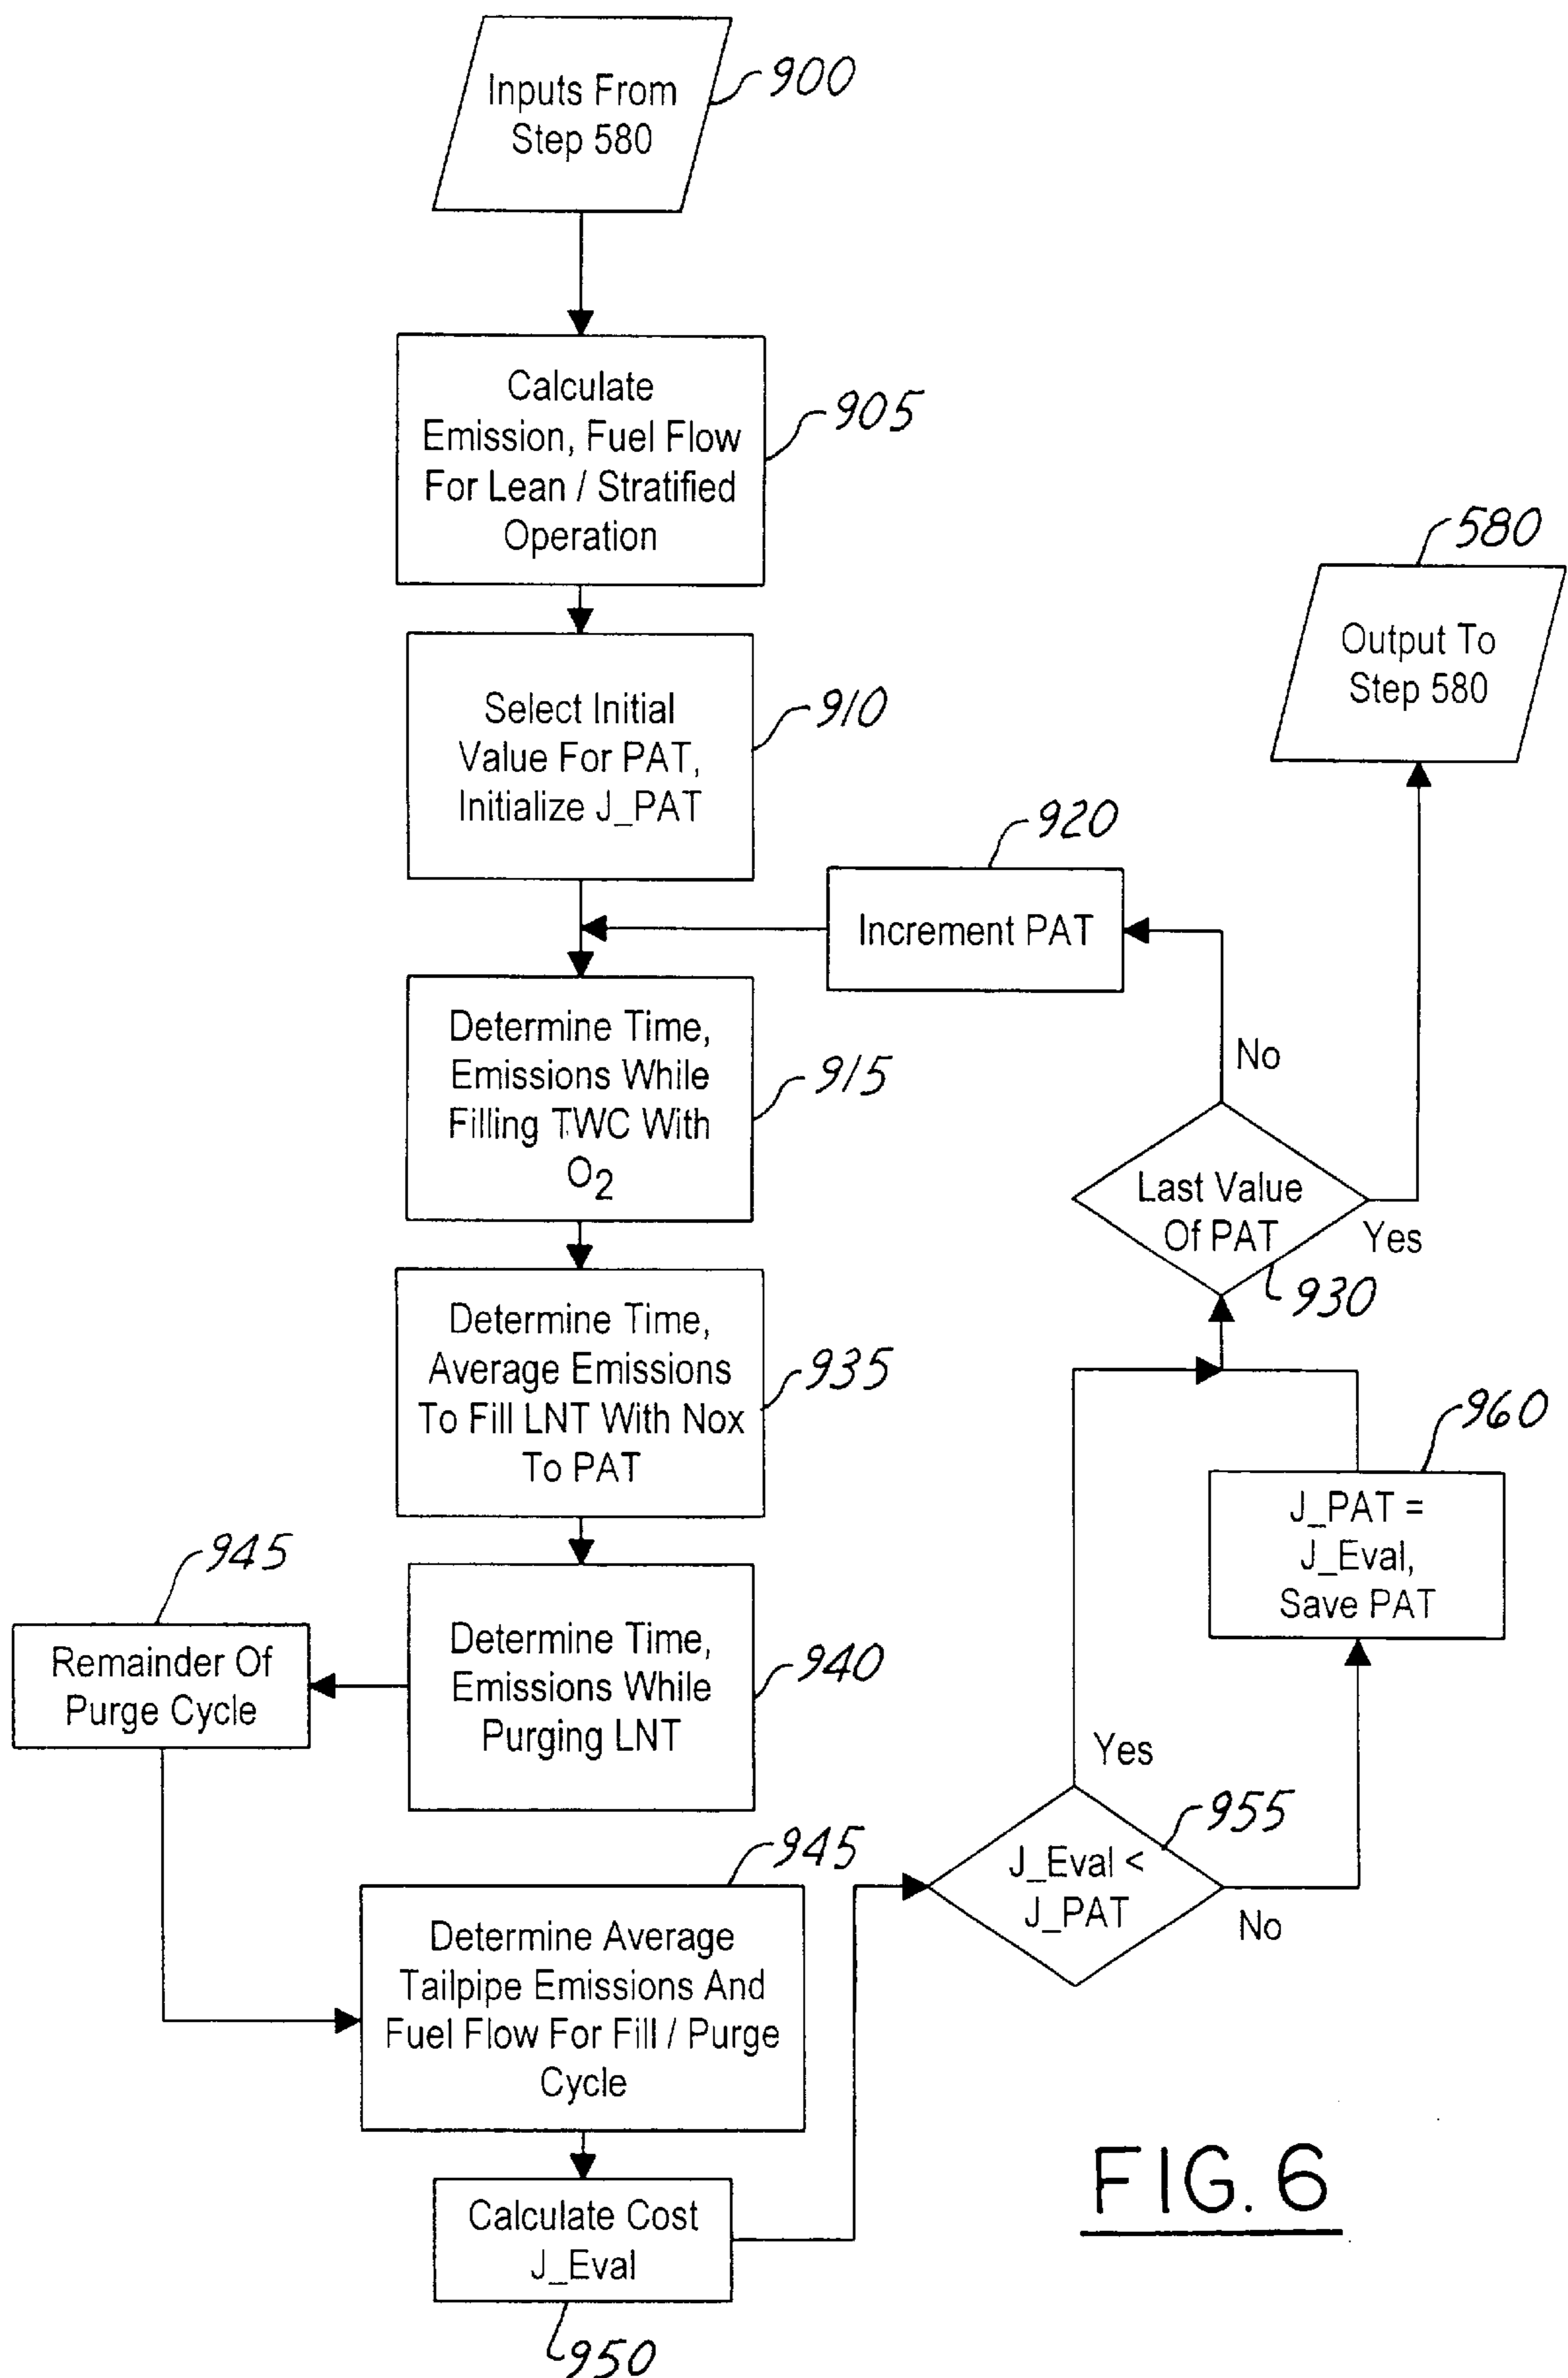 Inputs From
Step 580
900
Calculate
Emission, Fuel Flow
For Lean / Stratified
Operation
905
580
Output To
Step 580
Select Initial
Value For PAT,
Initialize J_PAT
910
920
Increment PAT
Determine Time,
Emissions While
Filling TWC With
O2
915
No
Last Value
Of PAT
Yes
930
Determine Time,
Average Emissions
To Fill LNT With Nox
To PAT
935
960
J_PAT =
J_Eval,
Save PAT
945
Remainder Of
Purge Cycle
Determine Time,
Emissions While
Purging LNT
940
Yes
955
J_Eval <
J_PAT
No
945
Determine Average
Tailpipe Emissions And
Fuel Flow For Fill / Purge
Cycle
Calculate Cost
J_Eval
950
FIG. 6